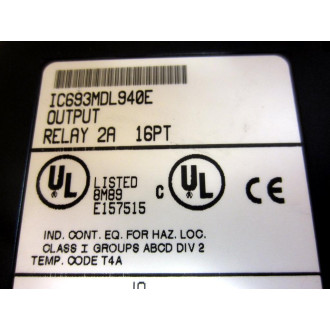 IC693MDL940E
OUTPUT
RELAY 2A 16PT
UL LISTED C UL CE
8M89
E157515
IND. CONT. EQ. FOR HAZ. LOC.
CLASS I GROUPS ABCD DIV 2
TEMP. CODE T4A